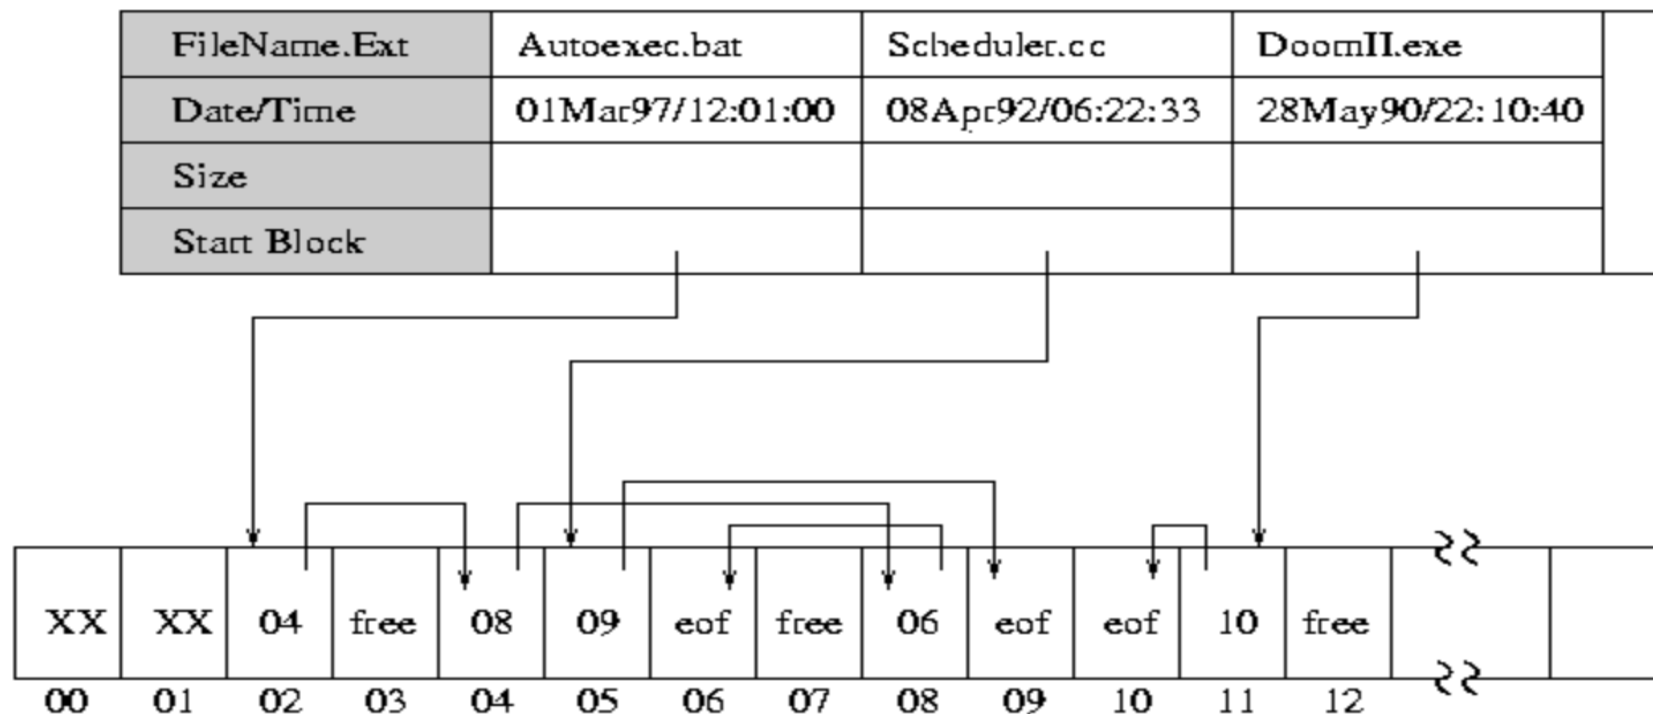 FileName.Ext Autoexec.bat Scheduler.cc DoomII.exe
Date/Time 01Mar97/12:01:00 08Apr92/06:22:33 28May90/22:10:40
Size
Start Block
XX XX 04 free 08 09 eof free 06 eof eof 10 free
00 01 02 03 04 05 06 07 08 09 10 11 12